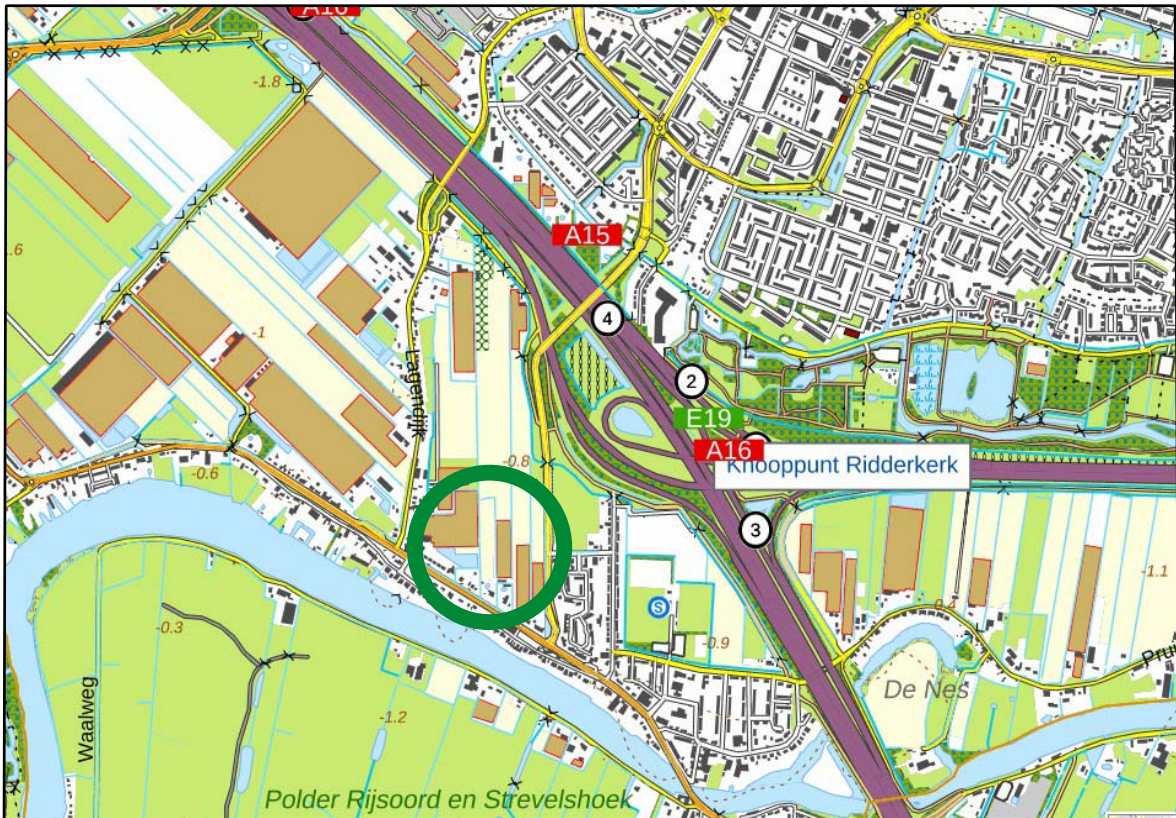 A16
-1.8
A15
.6
-1
4
Lagendijk
2
E19
A16
Knooppunt Ridderkerk
-0.8
-0.6
3
-1.1
S
-0.3
-0.9
De Nes
Waalweg
-1.2
Polder Rijsoord en Strevelshoek